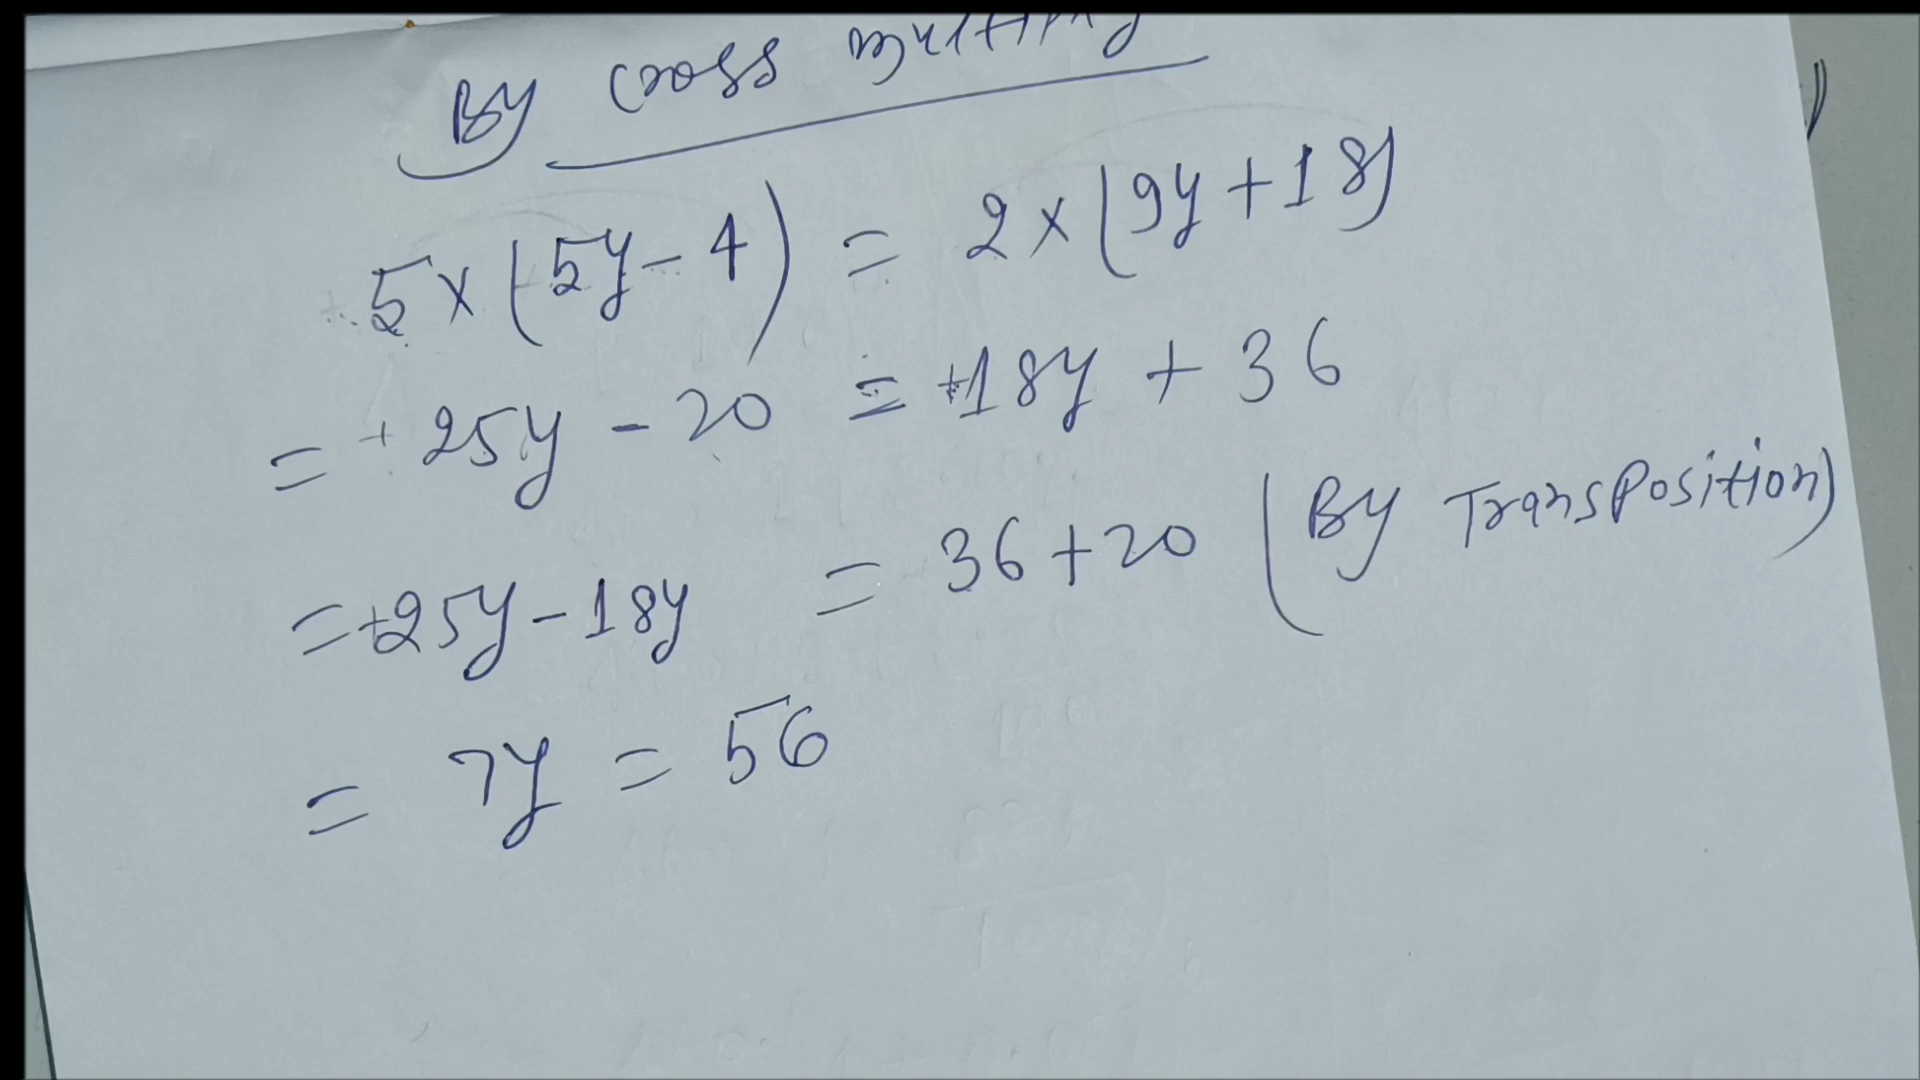 By cross multiply
5 × (5y - 4) = 2 × (9y + 18)
= + 25y - 20 = +18y + 36
= +25y - 18y = 36 + 20 (By Transposition)
= 7y = 56